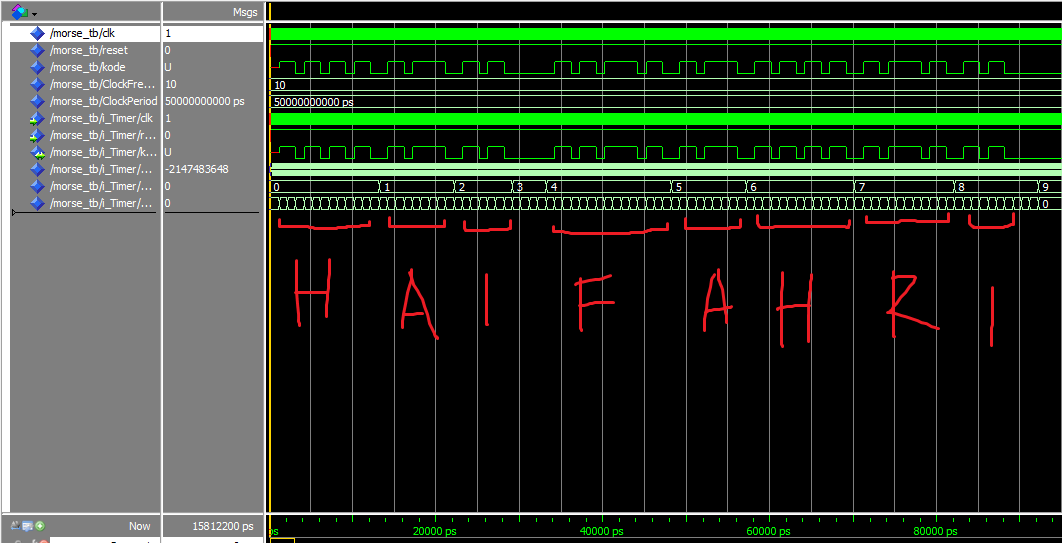 Msgs
/morse_tb/clk 1
/morse_tb/reset 0
/morse_tb/kode U
/morse_tb/ClockFre... 10 10
/morse_tb/ClockPeriod 50000000000 ps 50000000000 ps
/morse_tb/i_Timer/clk 1
/morse_tb/i_Timer/r... 0
/morse_tb/i_Timer/k... U
/morse_tb/i_Timer/... -2147483648
/morse_tb/i_Timer/... 0 0 1 2 3 4 5 6 7 8 9
/morse_tb/i_Timer/... 0 0
H A I F A H R I
Now 15812200 ps ps 20000 ps 40000 ps 60000 ps 80000 ps